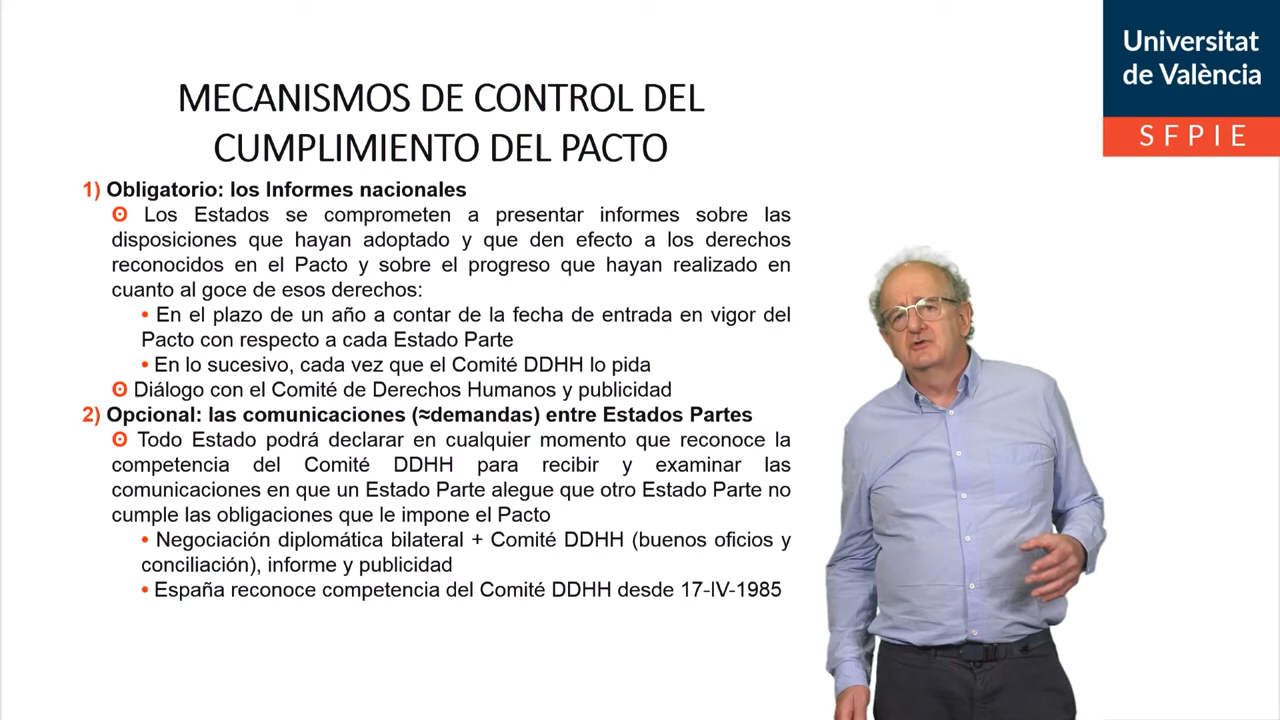 MECANISMOS DE CONTROL DEL
CUMPLIMIENTO DEL PACTO
1) Obligatorio: los Informes nacionales
ʘ Los Estados se comprometen a presentar informes sobre las
disposiciones que hayan adoptado y que den efecto a los derechos
reconocidos en el Pacto y sobre el progreso que hayan realizado en
cuanto al goce de esos derechos:
• En el plazo de un año a contar de la fecha de entrada en vigor del
Pacto con respecto a cada Estado Parte
• En lo sucesivo, cada vez que el Comité DDHH lo pida
ʘ Diálogo con el Comité de Derechos Humanos y publicidad
2) Opcional: las comunicaciones (≈demandas) entre Estados Partes
ʘ Todo Estado podrá declarar en cualquier momento que reconoce la
competencia del Comité DDHH para recibir y examinar las
comunicaciones en que un Estado Parte alegue que otro Estado Parte no
cumple las obligaciones que le impone el Pacto
• Negociación diplomática bilateral + Comité DDHH (buenos oficios y
conciliación), informe y publicidad
• España reconoce competencia del Comité DDHH desde 17-IV-1985
Universitat
de València
SFPIE